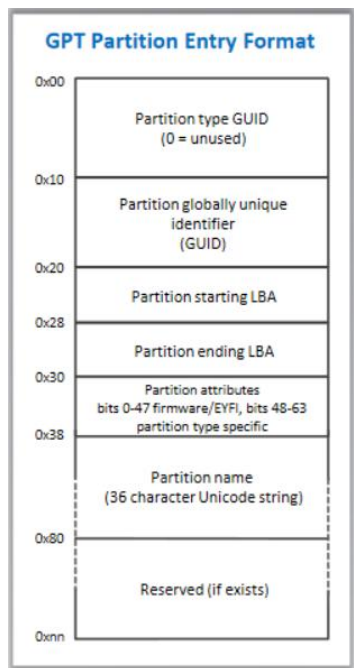 GPT Partition Entry Format
0x00
Partition type GUID
(0 = unused)
0x10
Partition globally unique
identifier
(GUID)
0x20
Partition starting LBA
0x28
Partition ending LBA
0x30
Partition attributes
bits 0-47 firmware/EYFI, bits 48-63
partition type specific
0x38
Partition name
(36 character Unicode string)
0x80
Reserved (if exists)
0xnn